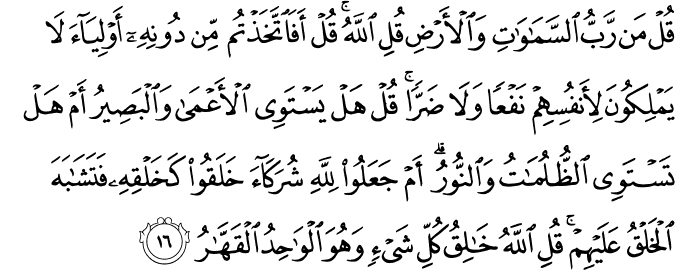 قُلْ مَن رَّبُّ ٱلسَّمَـٰوَٰتِ وَٱلْأَرْضِ قُلِ ٱللَّهُ ۚ قُلْ أَفَٱتَّخَذْتُم مِّن دُونِهِۦٓ أَوْلِيَآءَ لَا
يَمْلِكُونَ لِأَنفُسِهِمْ نَفْعًا وَلَا ضَرًّا ۚ قُلْ هَلْ يَسْتَوِى ٱلْأَعْمَىٰ وَٱلْبَصِيرُ أَمْ هَلْ
تَسْتَوِى ٱلظُّلُمَـٰتُ وَٱلنُّورُ ۗ أَمْ جَعَلُوا۟ لِلَّهِ شُرَكَآءَ خَلَقُوا۟ كَخَلْقِهِۦ فَتَشَـٰبَهَ
ٱلْخَلْقُ عَلَيْهِمْ ۚ قُلِ ٱللَّهُ خَـٰلِقُ كُلِّ شَىْءٍ وَهُوَ ٱلْوَٰحِدُ ٱلْقَهَّـٰرُ ١٦